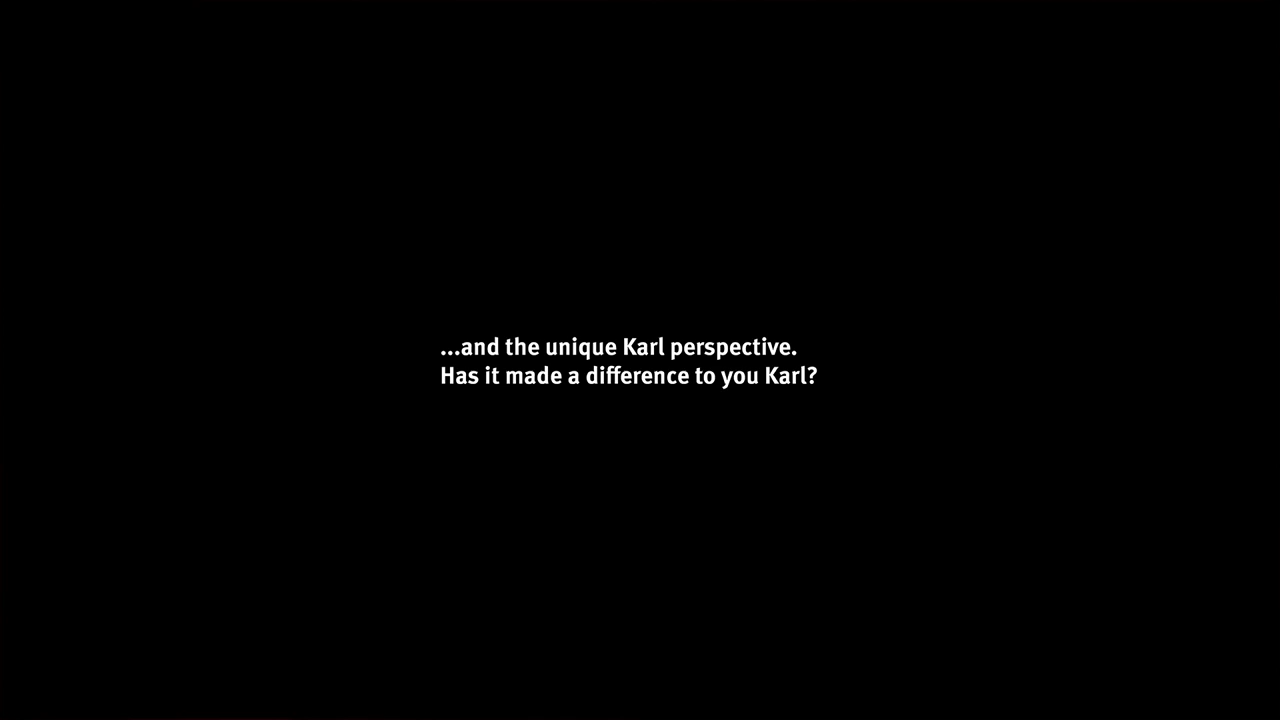 ...and the unique Karl perspective.
Has it made a difference to you Karl?